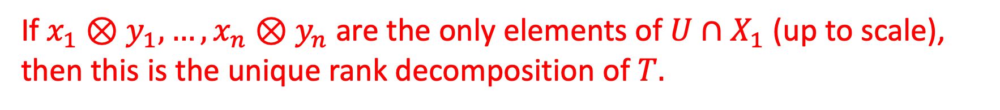 If x₁ ⊗ y₁, … , xₙ ⊗ yₙ are the only elements of U ∩ X₁ (up to scale),
then this is the unique rank decomposition of T.